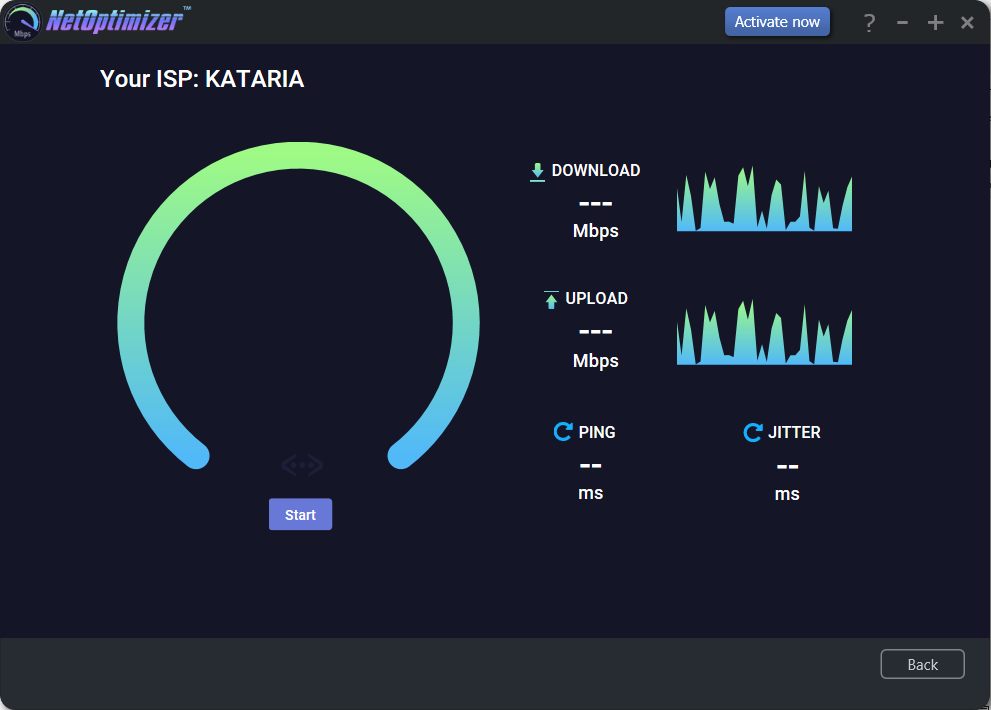 Mbps
NetOptimizer™
Activate now
?
Your ISP: KATARIA
DOWNLOAD
---
Mbps
UPLOAD
---
Mbps
PING
--
ms
JITTER
--
ms
Start
Back